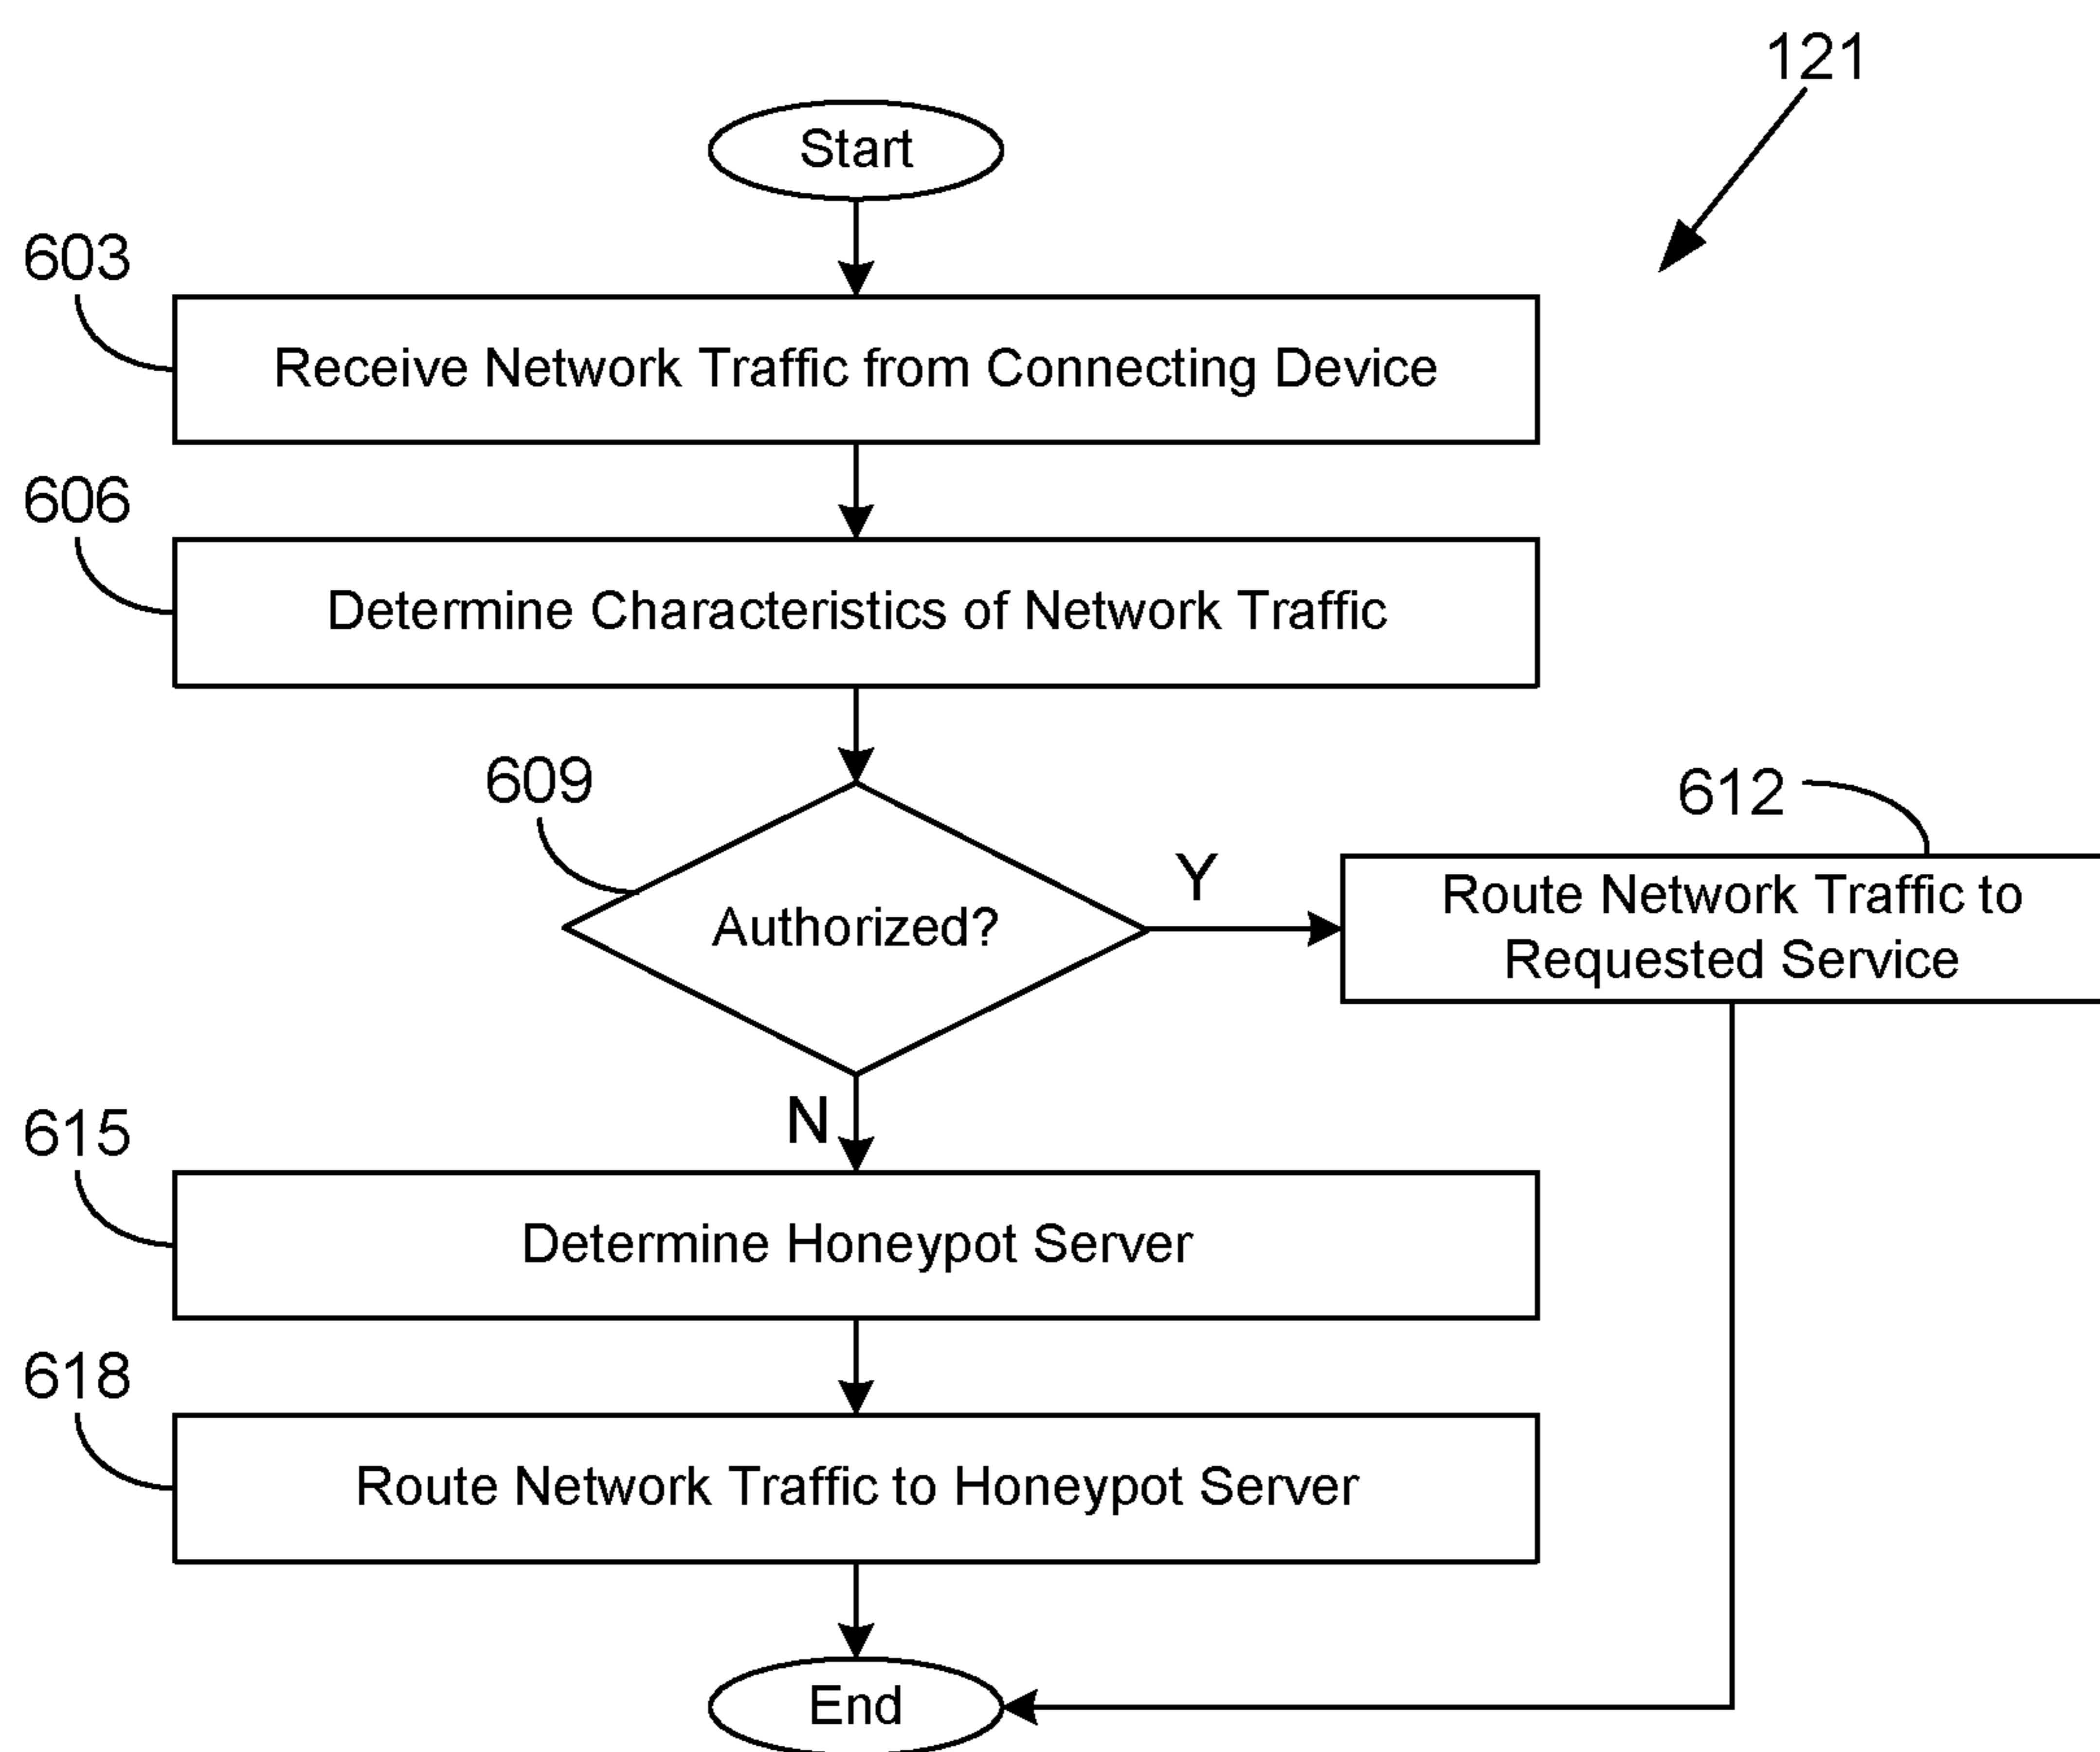 121
Start
603
Receive Network Traffic from Connecting Device
606
Determine Characteristics of Network Traffic
609
Authorized?
Y
612
Route Network Traffic to
Requested Service
N
615
Determine Honeypot Server
618
Route Network Traffic to Honeypot Server
End